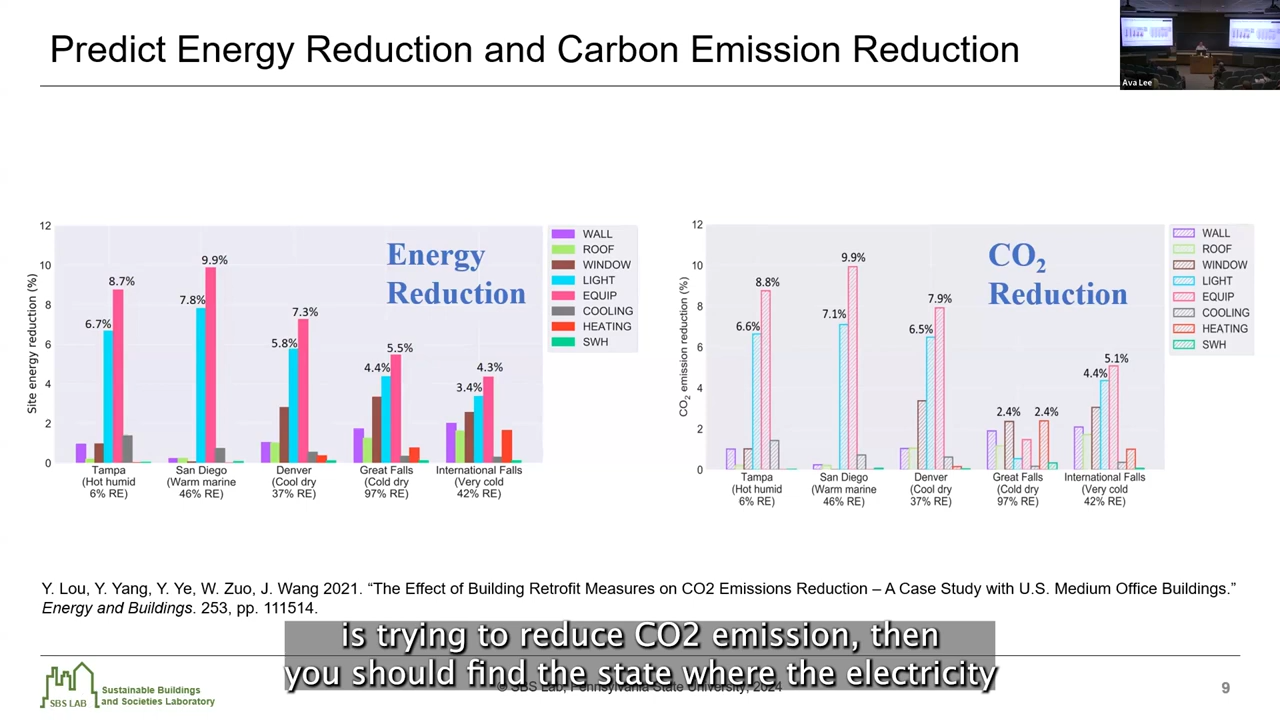 Predict Energy Reduction and Carbon Emission Reduction
Ava Lee
Site energy reduction (%)
12
10
8
6
4
2
0
Energy
Reduction
6.7%
8.7%
7.8%
9.9%
5.8%
7.3%
4.4%
5.5%
3.4%
4.3%
Tampa
(Hot humid
6% RE)
San Diego
(Warm marine
46% RE)
Denver
(Cool dry
37% RE)
Great Falls
(Cold dry
97% RE)
International Falls
(Very cold
42% RE)
WALL
ROOF
WINDOW
LIGHT
EQUIP
COOLING
HEATING
SWH
CO2 emission reduction (%)
12
10
8
6
4
2
0
CO2
Reduction
6.6%
8.8%
7.1%
9.9%
6.5%
7.9%
2.4%
2.4%
4.4%
5.1%
Tampa
(Hot humid
6% RE)
San Diego
(Warm marine
46% RE)
Denver
(Cool dry
37% RE)
Great Falls
(Cold dry
97% RE)
International Falls
(Very cold
42% RE)
WALL
ROOF
WINDOW
LIGHT
EQUIP
COOLING
HEATING
SWH
Y. Lou, Y. Yang, Y. Ye, W. Zuo, J. Wang 2021. “The Effect of Building Retrofit Measures on CO2 Emissions Reduction – A Case Study with U.S. Medium Office Buildings.”
Energy and Buildings. 253, pp. 111514.
is trying to reduce CO2 emission, then
you should find the state where the electricity
© SBS Lab, Pennsylvania State University, 2024
SBS LAB
Sustainable Buildings
and Societies Laboratory
9